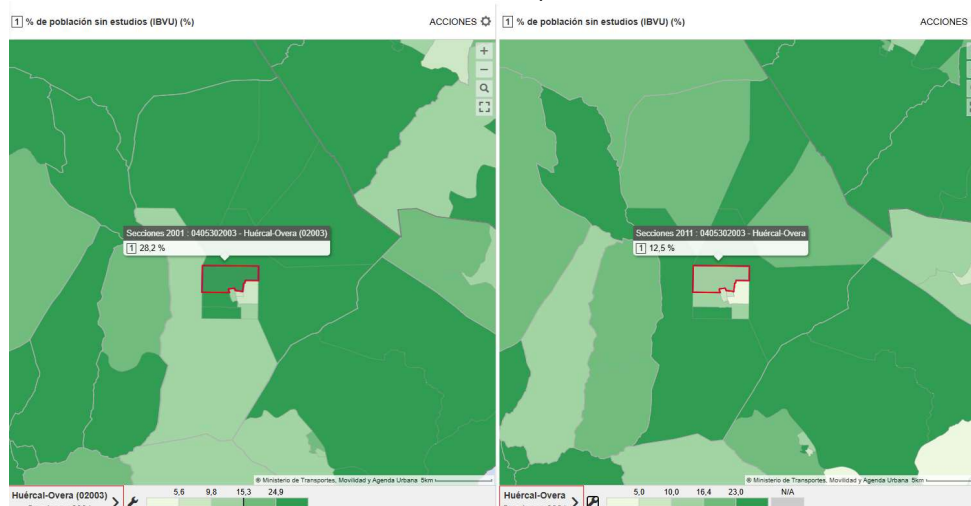 1 % de población sin estudios (IBVU) (%)
ACCIONES
1 % de población sin estudios (IBVU) (%)
ACCIONES
Secciones 2001 : 0405302003 - Huércal-Overa (02003)
1 28,2 %
Secciones 2011 : 0405302003 - Huércal-Overa
1 12,5 %
© Ministerio de Transportes, Movilidad y Agenda Urbana 5km
© Ministerio de Transportes, Movilidad y Agenda Urbana 5km
Huércal-Overa (02003)
5,6 9,8 15,3 24,9
Huércal-Overa
5,0 10,0 16,4 23,0 N/A